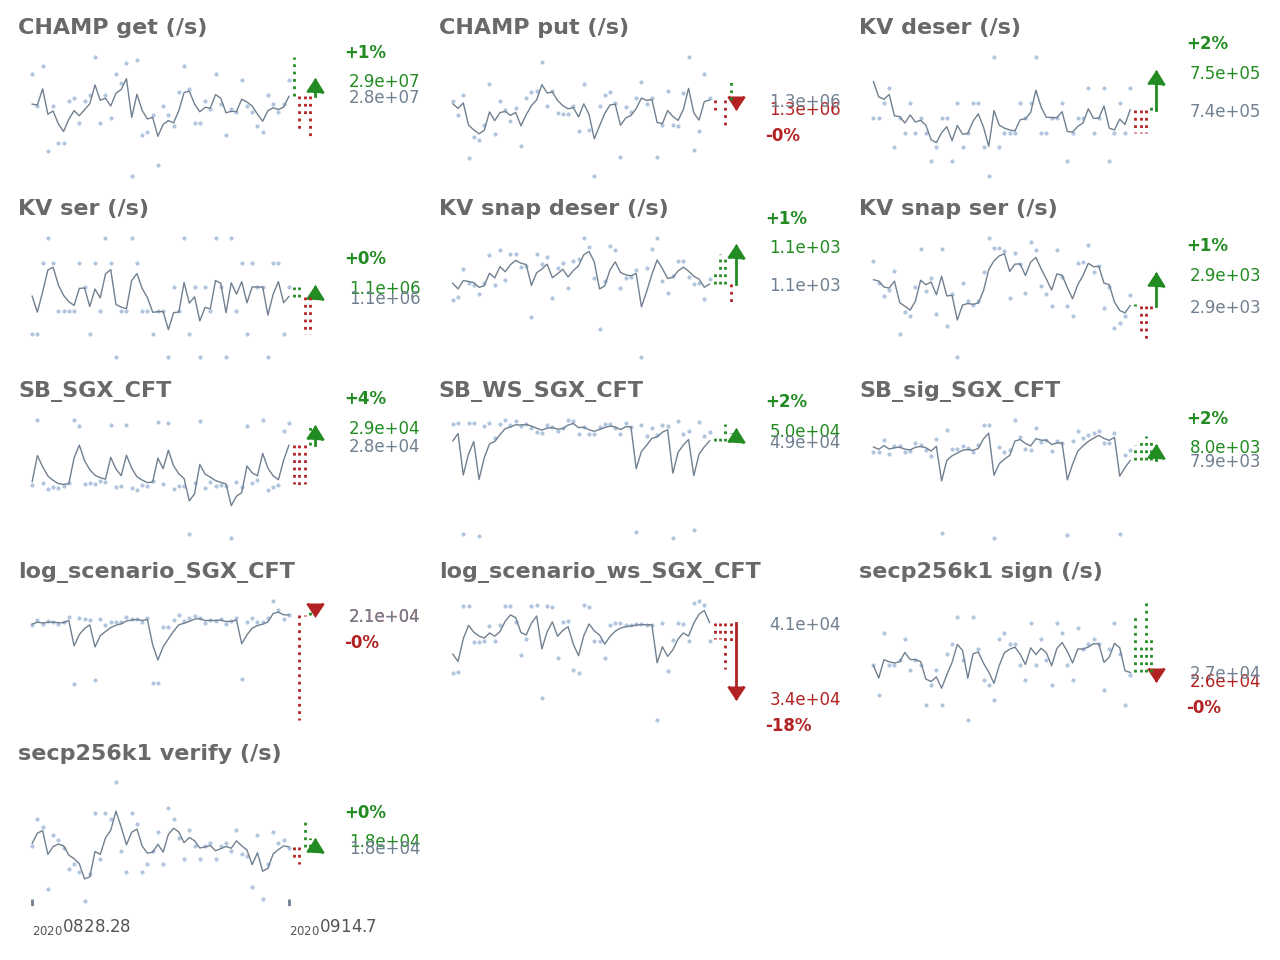 CHAMP get (/s)
+1%
2.9e+07
2.8e+07
CHAMP put (/s)
1.3e+06
1.3e+06
-0%
KV deser (/s)
+2%
7.5e+05
7.4e+05
KV ser (/s)
+0%
1.1e+06
1.1e+06
KV snap deser (/s)
+1%
1.1e+03
1.1e+03
KV snap ser (/s)
+1%
2.9e+03
2.9e+03
SB_SGX_CFT
+4%
2.9e+04
2.8e+04
SB_WS_SGX_CFT
+2%
5.0e+04
4.9e+04
SB_sig_SGX_CFT
+2%
8.0e+03
7.9e+03
log_scenario_SGX_CFT
2.1e+04
-0%
log_scenario_ws_SGX_CFT
4.1e+04
3.4e+04
-18%
secp256k1 sign (/s)
2.7e+04
2.6e+04
-0%
secp256k1 verify (/s)
+0%
1.8e+04
1.8e+04
20200828.28
20200914.7